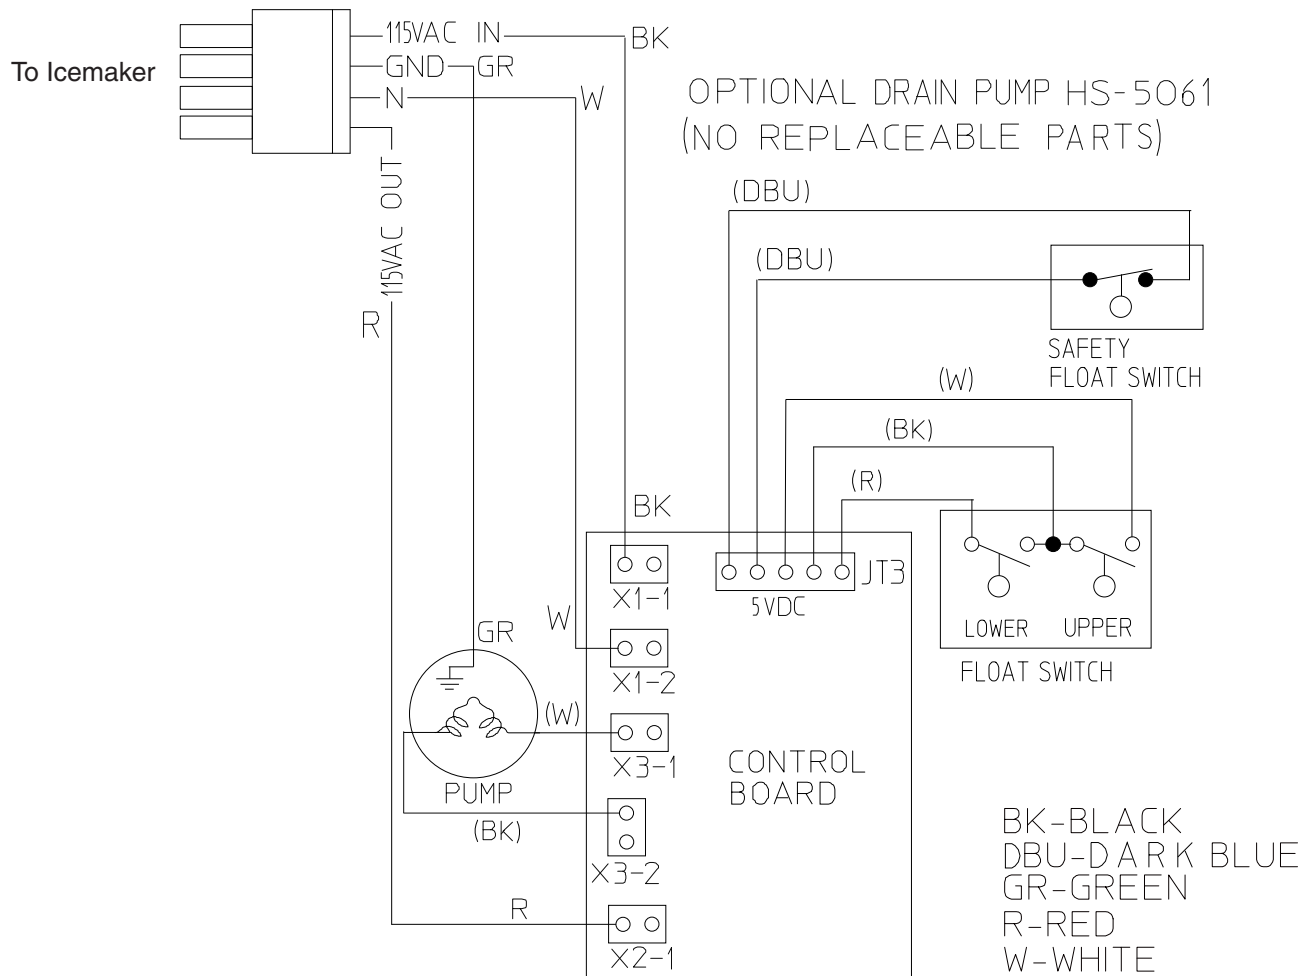 To Icemaker
115VAC IN
BK
GND
GR
N
W
115VAC OUT
R
OPTIONAL DRAIN PUMP HS-5061
(NO REPLACEABLE PARTS)
(DBU)
(DBU)
SAFETY
FLOAT SWITCH
(W)
(BK)
(R)
BK
JT3
5VDC
X1-1
LOWER
UPPER
FLOAT SWITCH
W
GR
X1-2
(W)
X3-1
PUMP
(BK)
X3-2
R
X2-1
CONTROL
BOARD
BK-BLACK
DBU-DARK BLUE
GR-GREEN
R-RED
W-WHITE